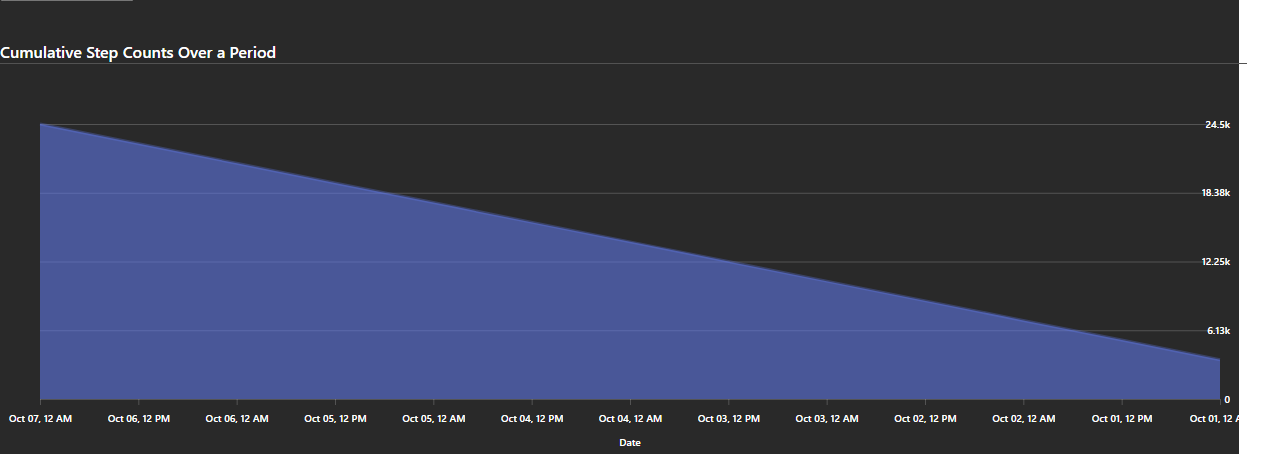 Cumulative Step Counts Over a Period
24.5k
18.38k
12.25k
6.13k
0
Oct 07, 12 AM Oct 06, 12 PM Oct 06, 12 AM Oct 05, 12 PM Oct 05, 12 AM Oct 04, 12 PM Oct 04, 12 AM Oct 03, 12 PM Oct 03, 12 AM Oct 02, 12 PM Oct 02, 12 AM Oct 01, 12 PM Oct 01, 12 A
Date